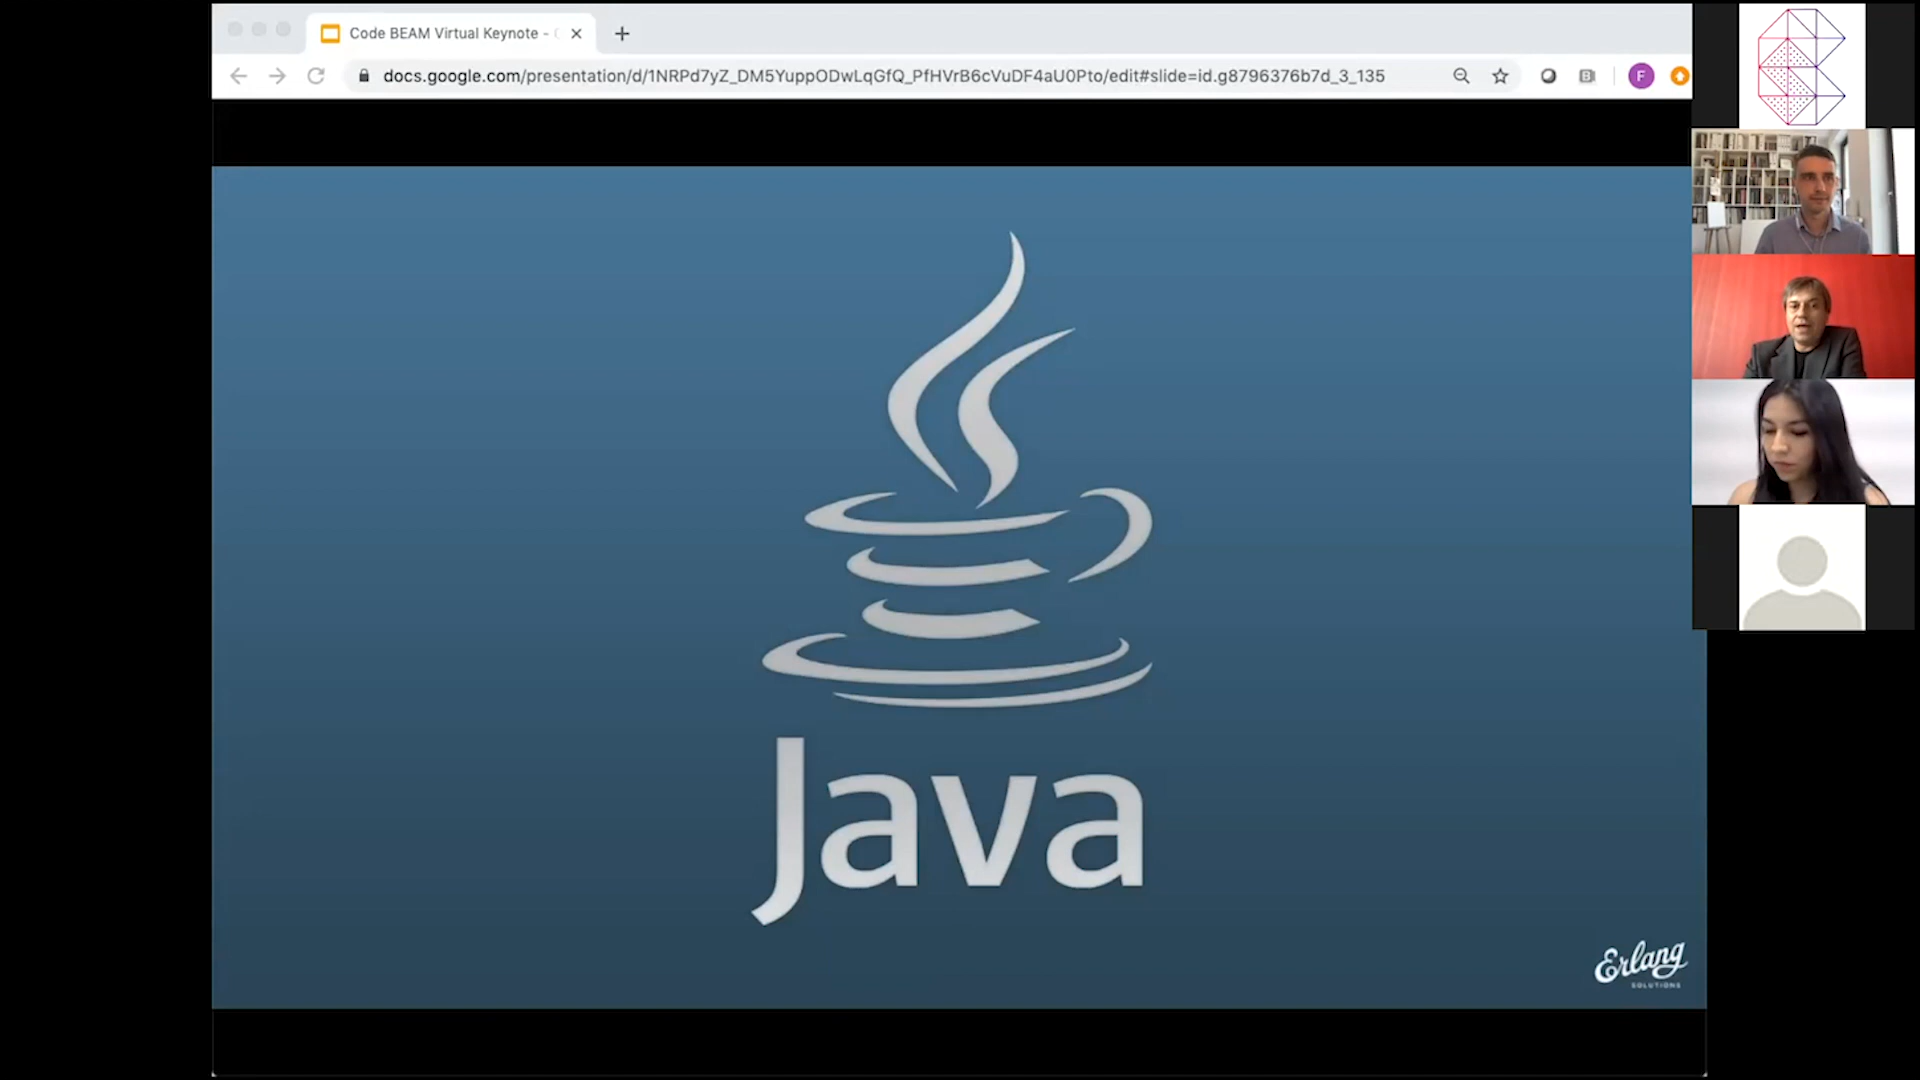 Code BEAM Virtual Keynote -
docs.google.com/presentation/d/1NRPd7yZ_DM5YuppODwLqGfQ_PfHVrB6cVuDF4aU0Pto/edit#slide=id.g8796376b7d_3_135
F
Java
Erlang
SOLUTIONS